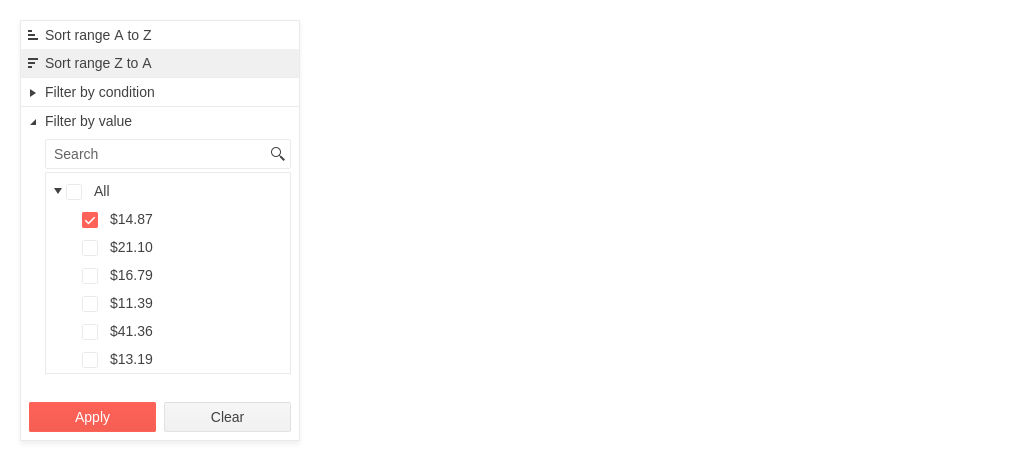 Sort range A to Z
Sort range Z to A
Filter by condition
Filter by value
Search
All
$14.87
$21.10
$16.79
$11.39
$41.36
$13.19
Apply Clear